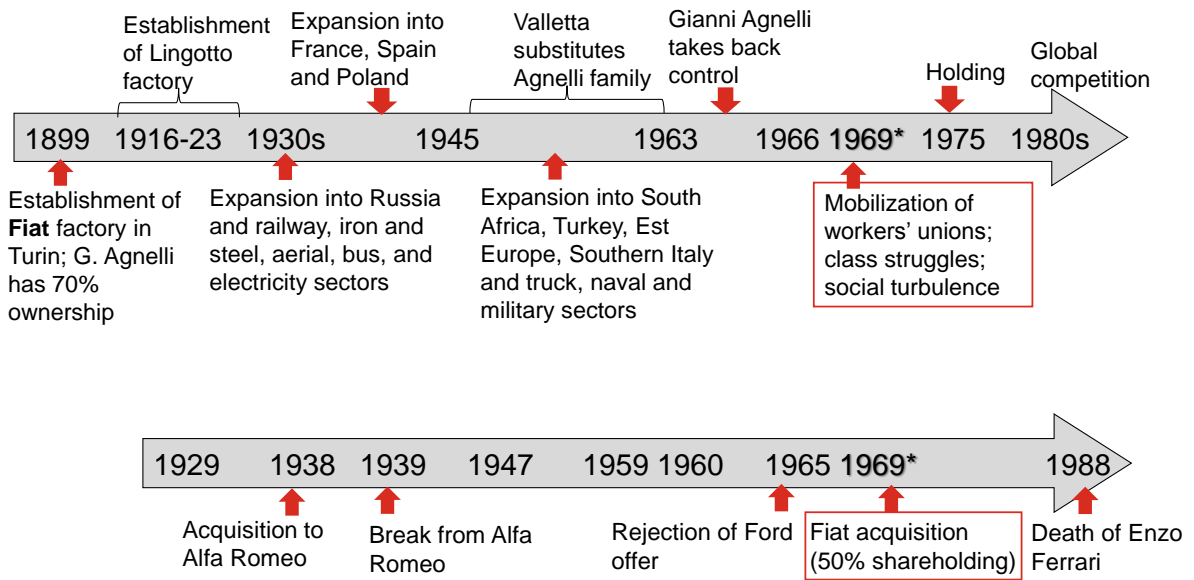 Establishment
of Lingotto
factory
Expansion into
France, Spain
and Poland
Valletta
substitutes
Agnelli family
Gianni Agnelli
takes back
control
Holding
Global
competition
1899 1916-23 1930s 1945 1963 1966 1969* 1975 1980s
Establishment of
Fiat factory in
Turin; G. Agnelli
has 70%
ownership
Expansion into Russia
and railway, iron and
steel, aerial, bus, and
electricity sectors
Expansion into South
Africa, Turkey, Est
Europe, Southern Italy
and truck, naval and
military sectors
Mobilization of
workers' unions;
class struggles;
social turbulence
1929 1938 1939 1947 1959 1960 1965 1969* 1988
Acquisition to
Alfa Romeo
Break from Alfa
Romeo
Rejection of Ford
offer
Fiat acquisition
(50% shareholding)
Death of Enzo
Ferrari